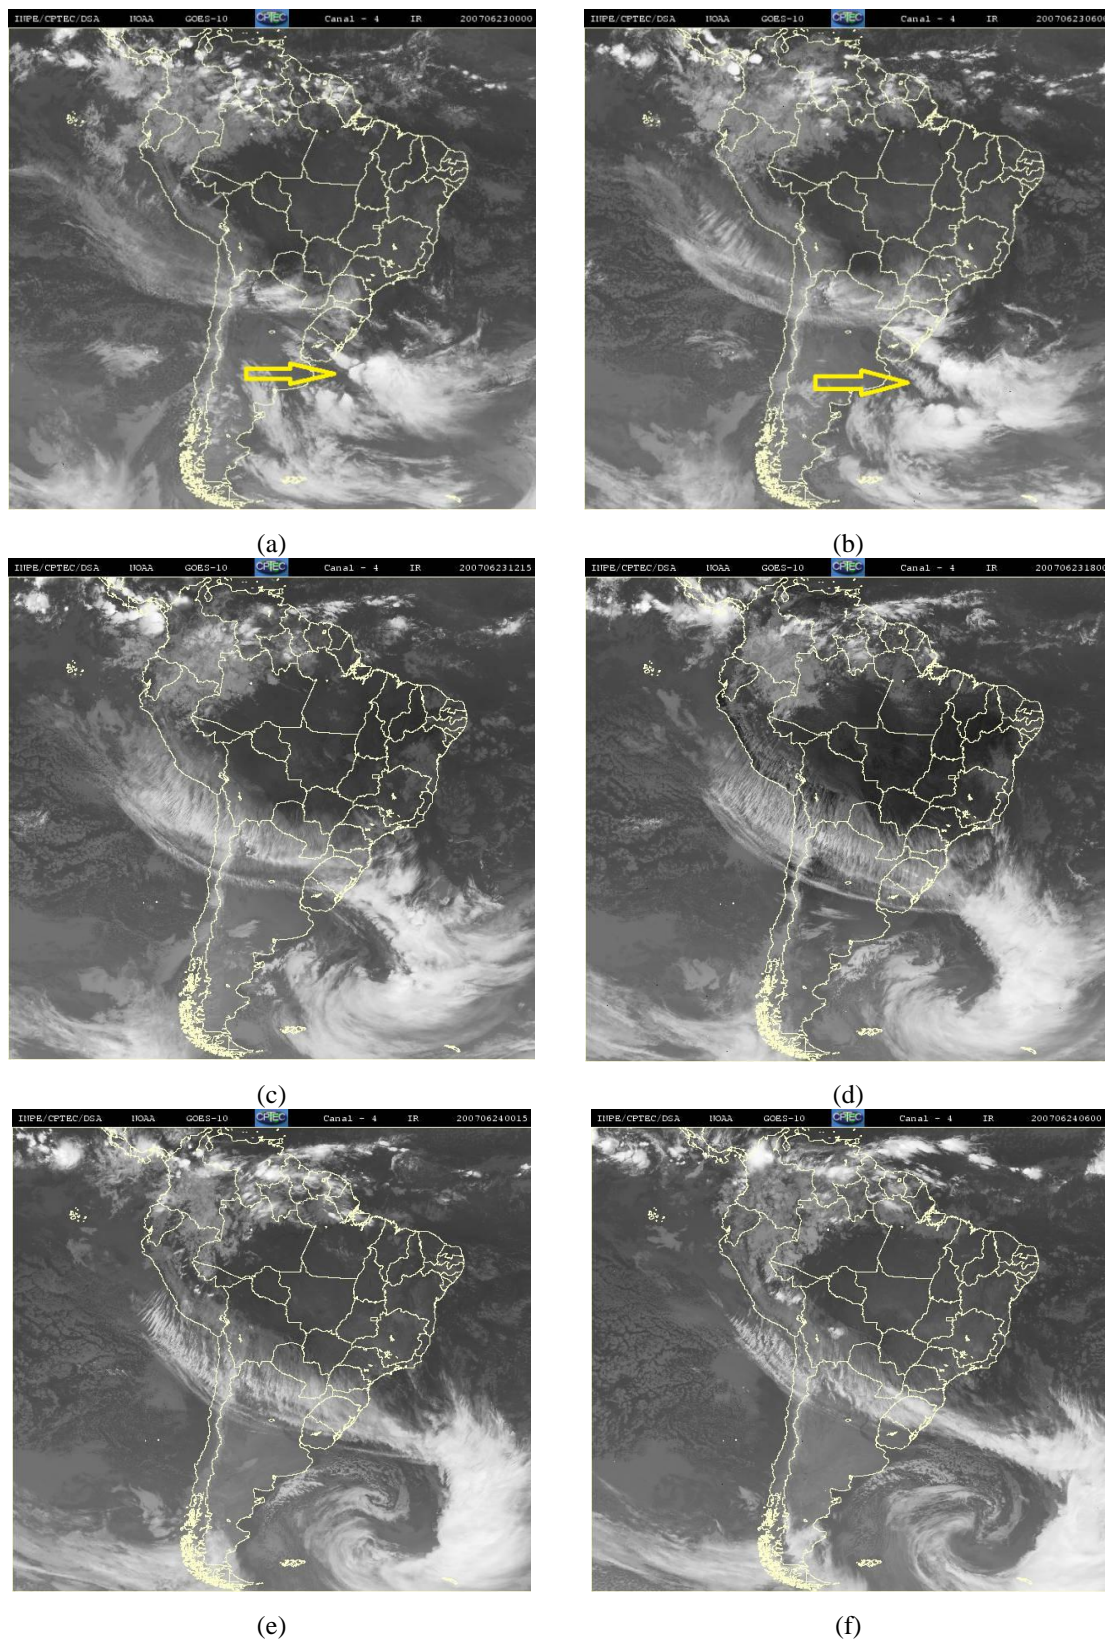 INPE/CPTEC/DSA NOAA GOES-10 CPTEC Canal - 4 IR 200706230000
INPE/CPTEC/DSA NOAA GOES-10 CPTEC Canal - 4 IR 20070623060
(a)
(b)
INPE/CPTEC/DSA NOAA GOES-10 CPTEC Canal - 4 IR 200706231215
INPE/CPTEC/DSA NOAA GOES-10 CPTEC Canal - 4 IR 20070623180
(c)
(d)
INPE/CPTEC/DSA NOAA GOES-10 CPTEC Canal - 4 IR 200706240015
INPE/CPTEC/DSA NOAA GOES-10 CPTEC Canal - 4 IR 200706240600
(e)
(f)